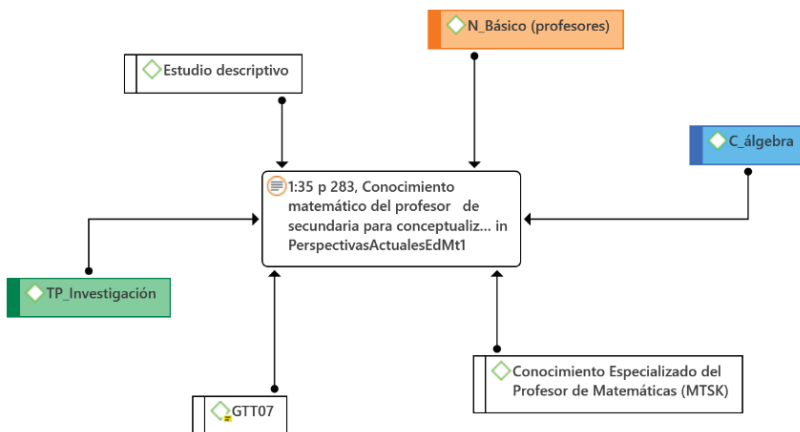 N_Básico (profesores)
Estudio descriptivo
C_álgebra
1:35 p 283, Conocimiento
matemático del profesor de
secundaria para conceptualiz... in
PerspectivasActualesEdMt1
TP_Investigación
Conocimiento Especializado del
Profesor de Matemáticas (MTSK)
GTT07